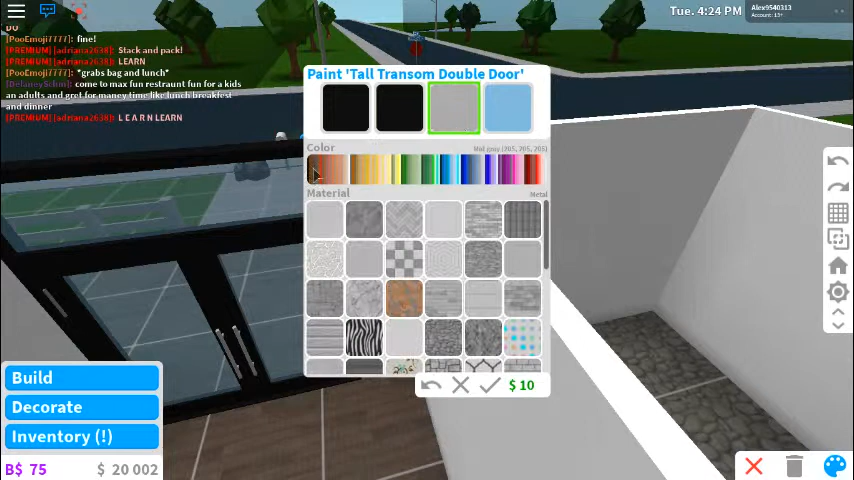 Tue. 4:24 PM
Alex9540313
Account: 13+
DO
[PooEmoji7777]: fine!
[PREMIUM] [adriana2638]: Stack and pack!
[PREMIUM] [adriana2638]: LEARN
[PooEmoji7777]: *grabs bag and lunch*
come to max fun restraunt fun for a kids
an adults and gret for maney time like lunch breakfest
and dinner
[PREMIUM] [adriana2638]: L E A R N LEARN
Paint 'Tall Transom Double Door'
Color
Mid gray (205, 205, 205)
Material
Metal
$ 10
Build
Decorate
Inventory (!)
B$ 75
$ 20 002